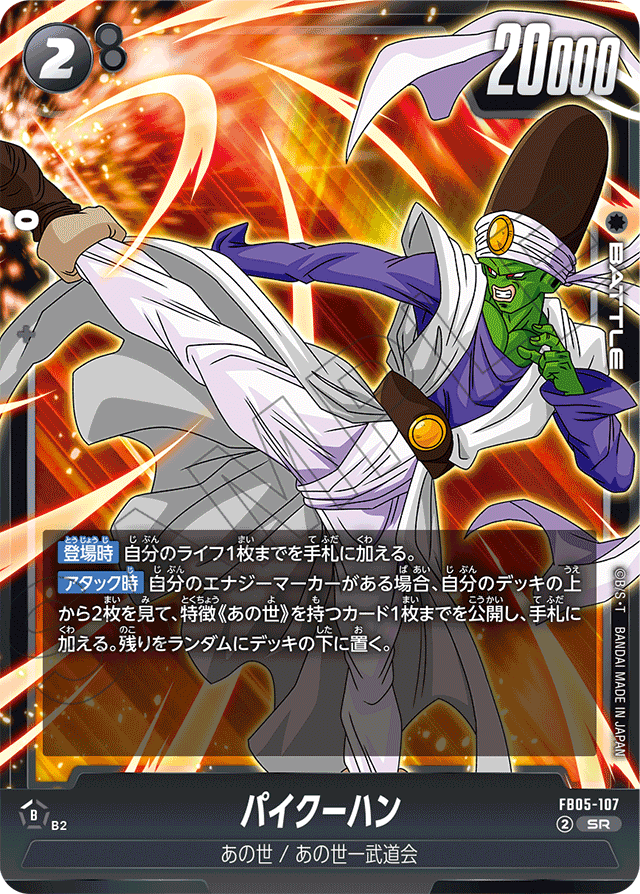 2
20000
0
BATTLE
SAMPLE
登場時 自分のライフ1枚までを手札に加える。
アタック時 自分のエナジーマーカーがある場合、自分のデッキの上
から2枚を見て、特徴《あの世》を持つカード1枚までを公開し、手札に
加える。残りをランダムにデッキの下に置く。
©B/S・T BANDAI MADE IN JAPAN
B
B2
パイクーハン
FB05-107
2 SR
あの世 / あの世一武道会